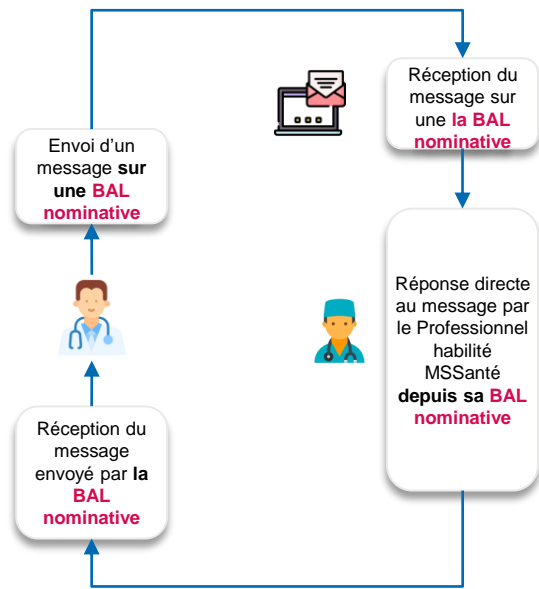 Envoi d'un
message sur
une BAL
nominative
Réception du
message sur
une la BAL
nominative
Réponse directe
au message par
le Professionnel
habilité
MSSanté
depuis sa BAL
nominative
Réception du
message
envoyé par la
BAL
nominative